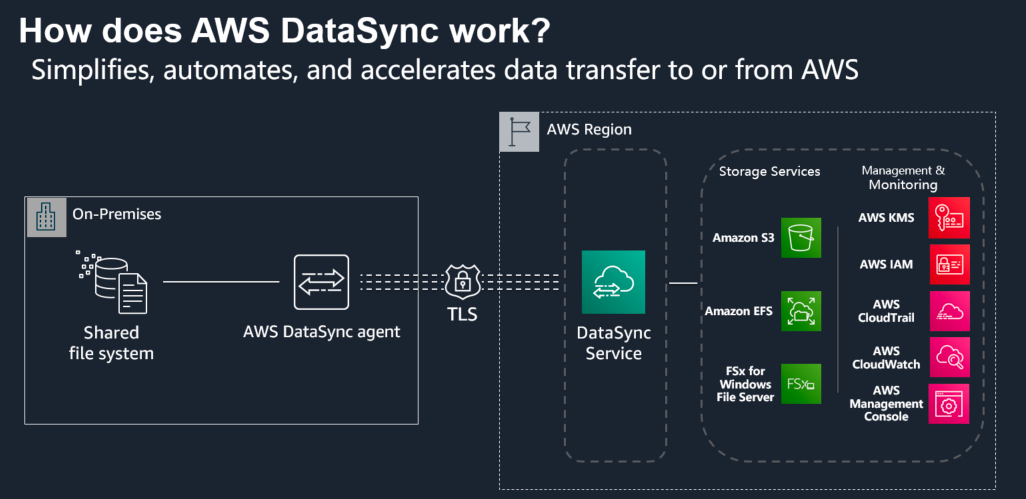 How does AWS DataSync work?
Simplifies, automates, and accelerates data transfer to or from AWS
On-Premises
Shared
file system
AWS DataSync agent
TLS
AWS Region
DataSync
Service
Storage Services
Amazon S3
Amazon EFS
FSx for
Windows
File Server
FSx
Management &
Monitoring
AWS KMS
AWS IAM
AWS
CloudTrail
AWS
CloudWatch
AWS
Management
Console